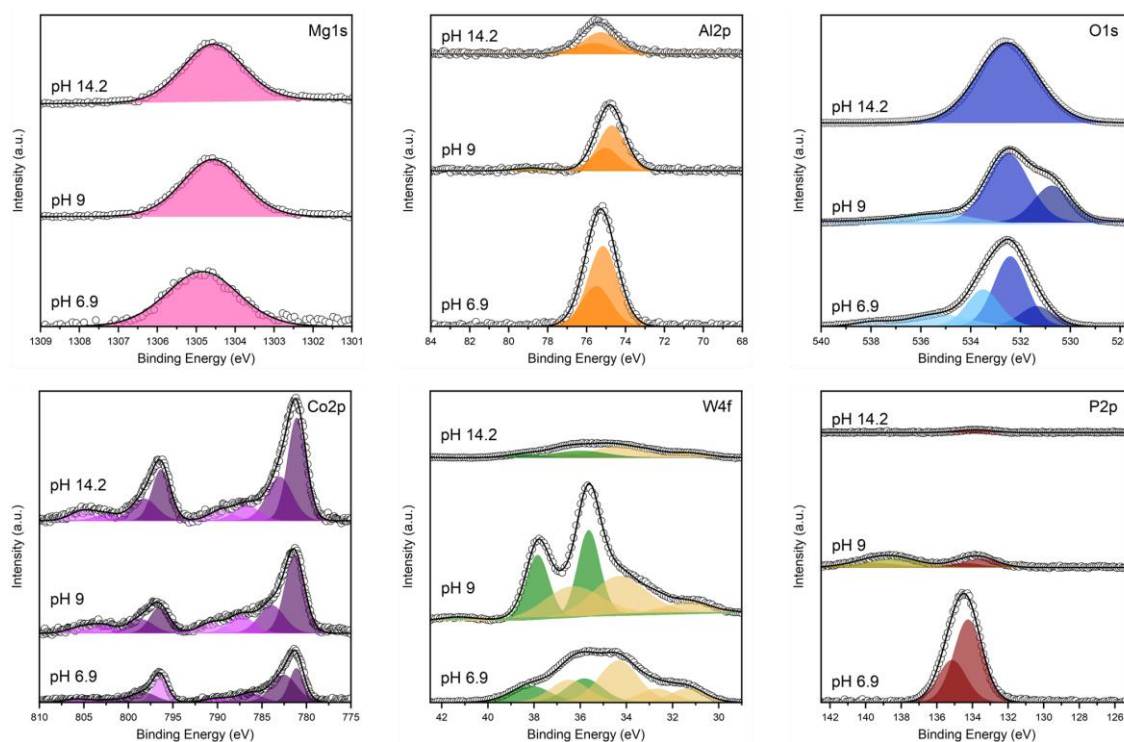 Mg1s
pH 14.2
pH 9
pH 6.9
Intensity (a.u.)
1309 1308 1307 1306 1305 1304 1303 1302 1301
Binding Energy (eV)
Al2p
pH 14.2
pH 9
pH 6.9
Intensity (a.u.)
84 82 80 78 76 74 72 70 68
Binding Energy (eV)
O1s
pH 14.2
pH 9
pH 6.9
Intensity (a.u.)
540 538 536 534 532 530 528
Binding Energy (eV)
Co2p
pH 14.2
pH 9
pH 6.9
Intensity (a.u.)
810 805 800 795 790 785 780 775
Binding Energy (eV)
W4f
pH 14.2
pH 9
pH 6.9
Intensity (a.u.)
42 40 38 36 34 32 30
Binding Energy (eV)
P2p
pH 14.2
pH 9
pH 6.9
Intensity (a.u.)
142 140 138 136 134 132 130 128 126
Binding Energy (eV)